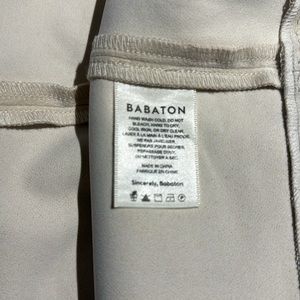 BABATON
HAND WASH COLD, DO NOT
BLEACH, HANG TO DRY,
COOL IRON, OR DRY CLEAN.
LAVER À LA MAIN À L'EAU FROIDE,
NE PAS JAVELISER,
SUSPENDRE POUR SÉCHER,
REPASSAGE DOUX,
OU NETTOYER À SEC.
MADE IN CHINA
FABRIQUÉ EN CHINE
Sincerely, Babaton